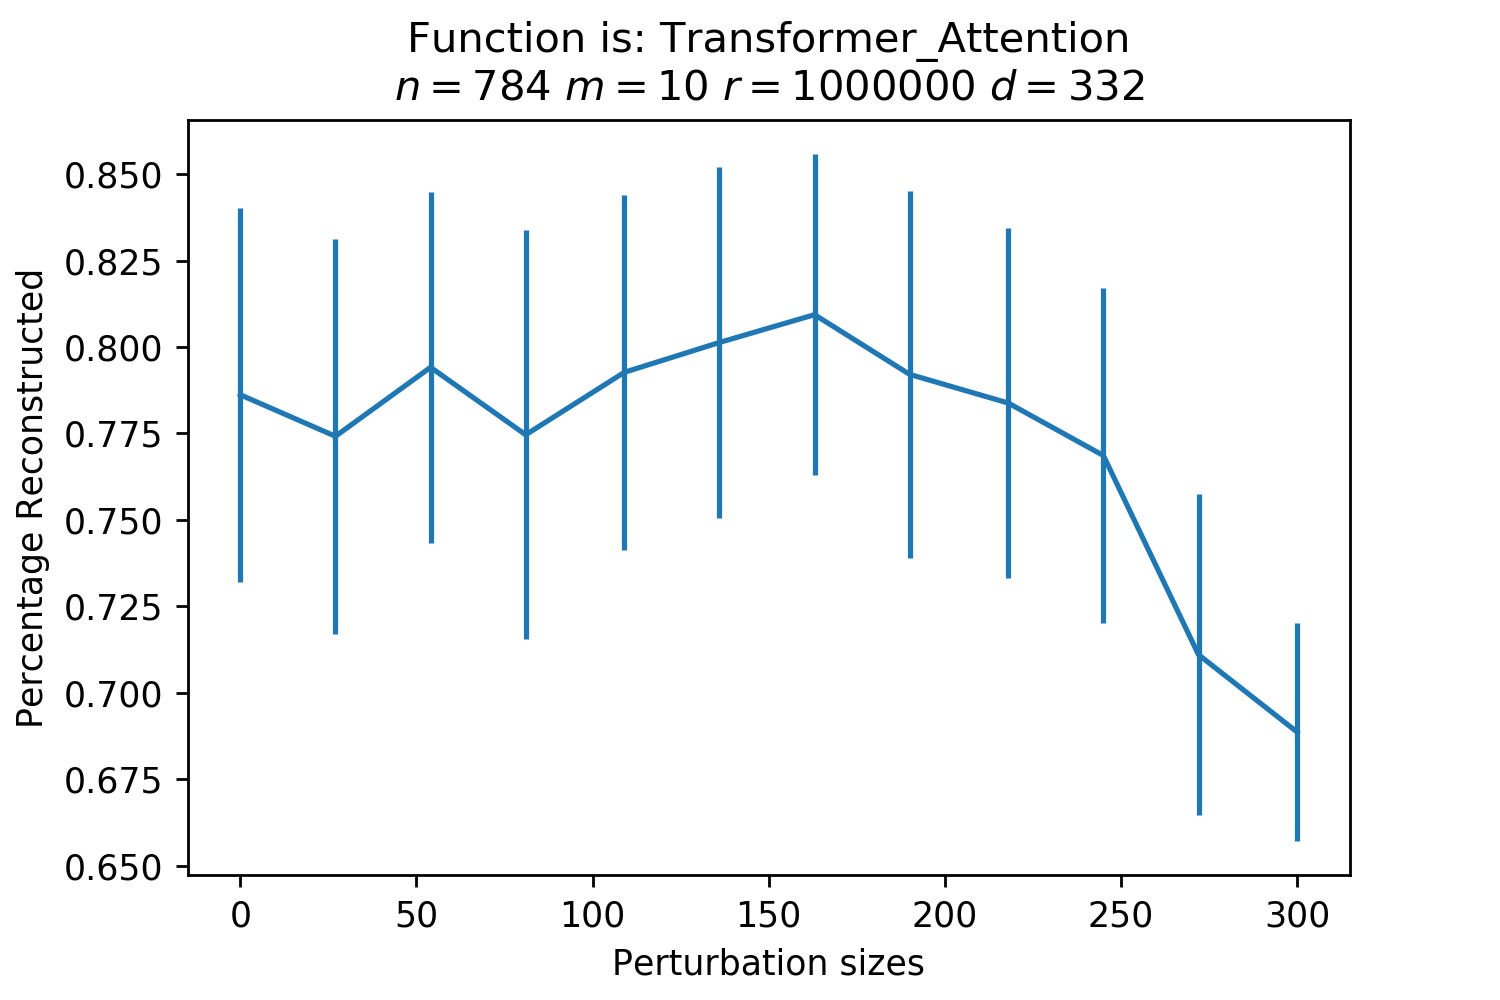 Function is: Transformer_Attention
n = 784 m = 10 r = 1000000 d = 332
Percentage Reconstructed
0.850
0.825
0.800
0.775
0.750
0.725
0.700
0.675
0.650
0 50 100 150 200 250 300
Perturbation sizes